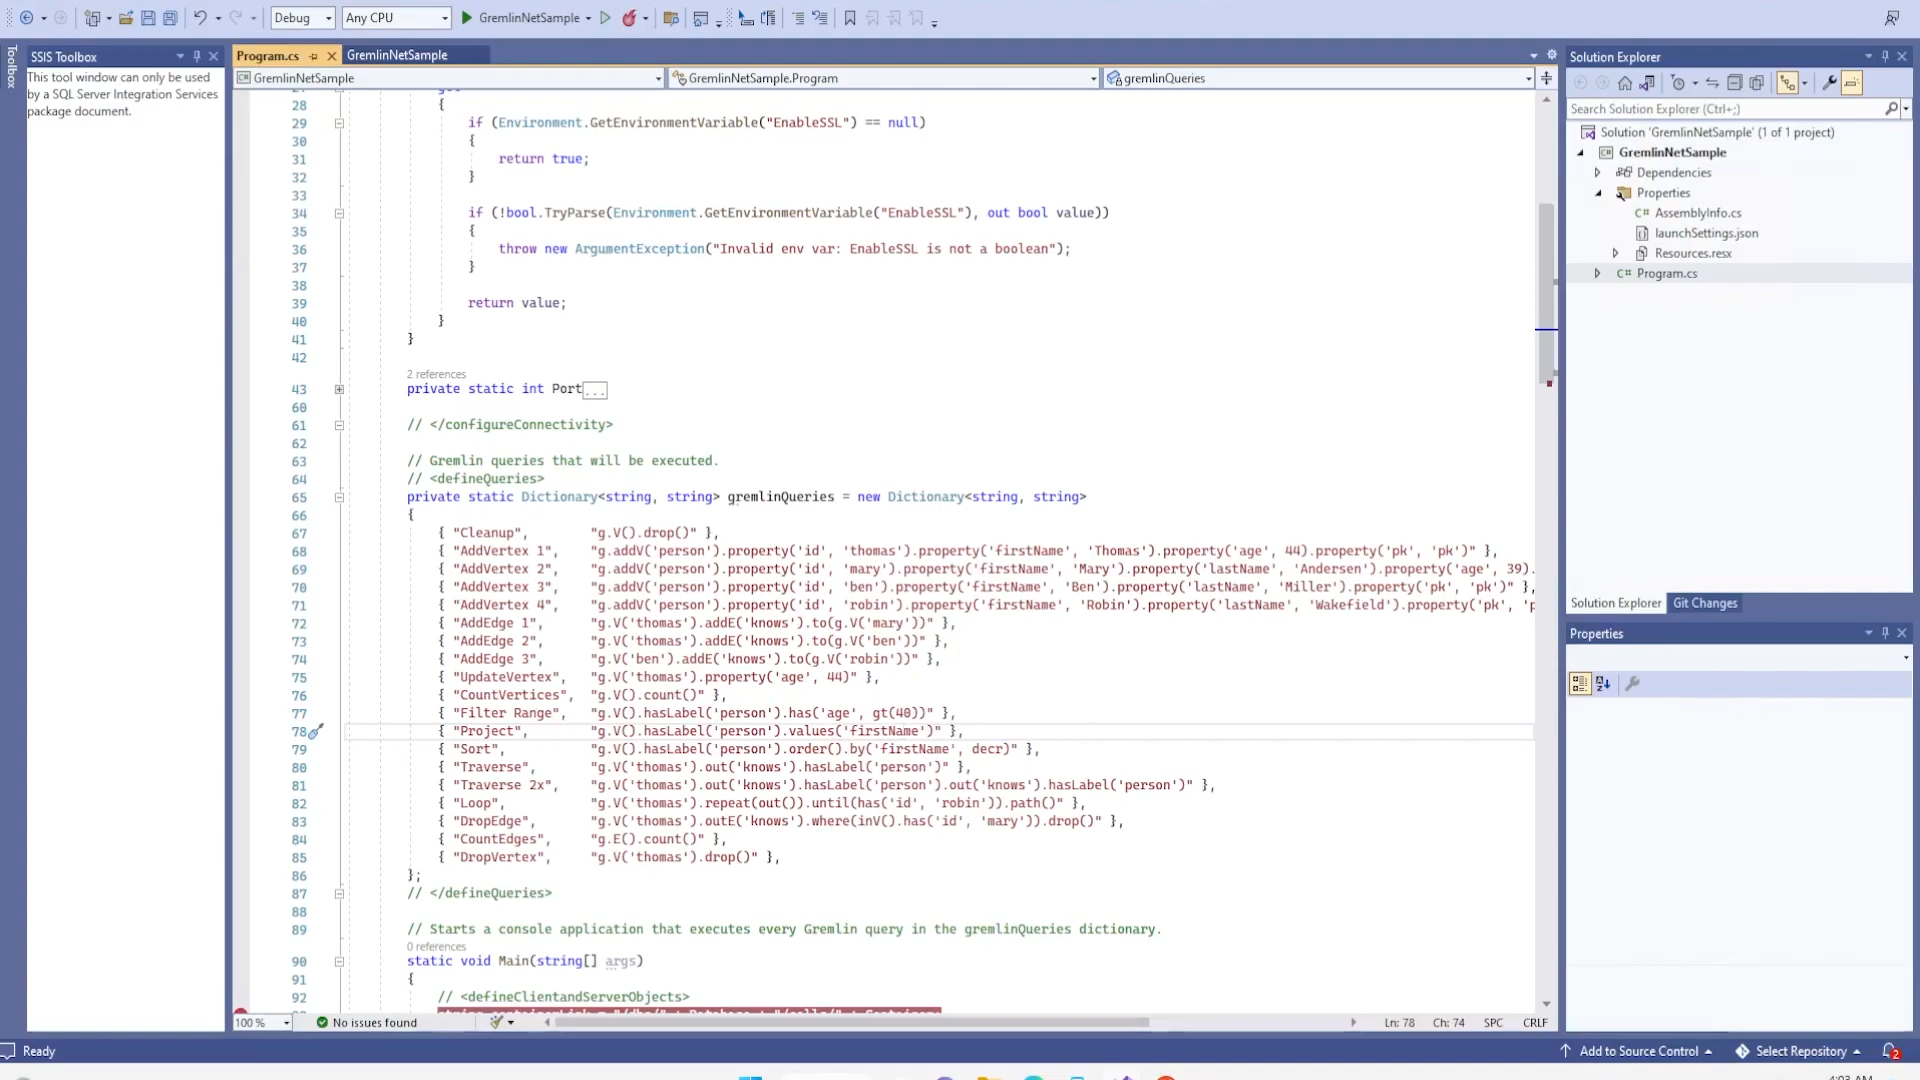 Debug
Any CPU
GremlinNetSample
Toolbox
SSIS Toolbox
This tool window can only be used
by a SQL Server Integration Services
package document.
Program.cs
GremlinNetSample
GremlinNetSample
GremlinNetSample.Program
gremlinQueries
28 {
29 if (Environment.GetEnvironmentVariable("EnableSSL") == null)
30 {
31 return true;
32 }
33
34 if (!bool.TryParse(Environment.GetEnvironmentVariable("EnableSSL"), out bool value))
35 {
36 throw new ArgumentException("Invalid env var: EnableSSL is not a boolean");
37 }
38
39 return value;
40 }
41 }
42
2 references
43 private static int Port...
60
61 // </configureConnectivity>
62
63 // Gremlin queries that will be executed.
64 // <defineQueries>
65 private static Dictionary<string, string> gremlinQueries = new Dictionary<string, string>
66 {
67 { "Cleanup", "g.V().drop()" },
68 { "AddVertex 1", "g.addV('person').property('id', 'thomas').property('firstName', 'Thomas').property('age', 44).property('pk', 'pk')" },
69 { "AddVertex 2", "g.addV('person').property('id', 'mary').property('firstName', 'Mary').property('lastName', 'Andersen').property('age', 39).
70 { "AddVertex 3", "g.addV('person').property('id', 'ben').property('firstName', 'Ben').property('lastName', 'Miller').property('pk', 'pk')" },
71 { "AddVertex 4", "g.addV('person').property('id', 'robin').property('firstName', 'Robin').property('lastName', 'Wakefield').property('pk', 'p
72 { "AddEdge 1", "g.V('thomas').addE('knows').to(g.V('mary'))" },
73 { "AddEdge 2", "g.V('thomas').addE('knows').to(g.V('ben'))" },
74 { "AddEdge 3", "g.V('ben').addE('knows').to(g.V('robin'))" },
75 { "UpdateVertex", "g.V('thomas').property('age', 44)" },
76 { "CountVertices", "g.V().count()" },
77 { "Filter Range", "g.V().hasLabel('person').has('age', gt(40))" },
78 { "Project", "g.V().hasLabel('person').values('firstName')" },
79 { "Sort", "g.V().hasLabel('person').order().by('firstName', decr)" },
80 { "Traverse", "g.V('thomas').out('knows').hasLabel('person')" },
81 { "Traverse 2x", "g.V('thomas').out('knows').hasLabel('person').out('knows').hasLabel('person')" },
82 { "Loop", "g.V('thomas').repeat(out()).until(has('id', 'robin')).path()" },
83 { "DropEdge", "g.V('thomas').outE('knows').where(inV().has('id', 'mary')).drop()" },
84 { "CountEdges", "g.E().count()" },
85 { "DropVertex", "g.V('thomas').drop()" },
86 };
87 // </defineQueries>
88
89 // Starts a console application that executes every Gremlin query in the gremlinQueries dictionary.
0 references
90 static void Main(string[] args)
91 {
92 // <defineClientandServerObjects>
100 %
No issues found
Ln: 78 Ch: 74 SPC CRLF
Solution Explorer
Search Solution Explorer (Ctrl+;)
Solution 'GremlinNetSample' (1 of 1 project)
GremlinNetSample
Dependencies
Properties
AssemblyInfo.cs
launchSettings.json
Resources.resx
Program.cs
Solution Explorer Git Changes
Properties
Ready
Add to Source Control
Select Repository
2